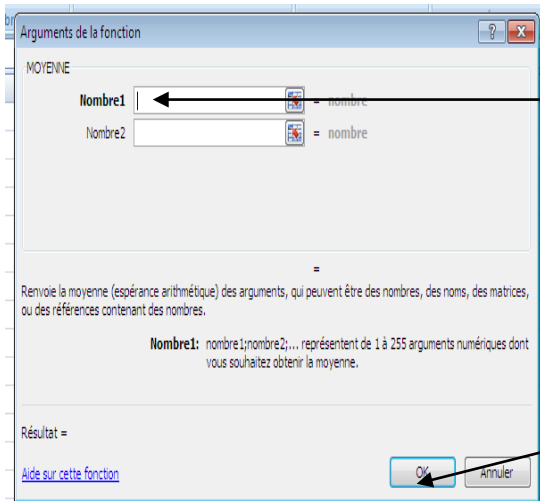 Arguments de la fonction
MOYENNE
Nombre1 = nombre
Nombre2 = nombre
=
Renvoie la moyenne (espérance arithmétique) des arguments, qui peuvent être des nombres, des noms, des matrices,
ou des références contenant des nombres.
Nombre1: nombre1;nombre2;... représentent de 1 à 255 arguments numériques dont
vous souhaitez obtenir la moyenne.
Résultat =
Aide sur cette fonction
OK Annuler